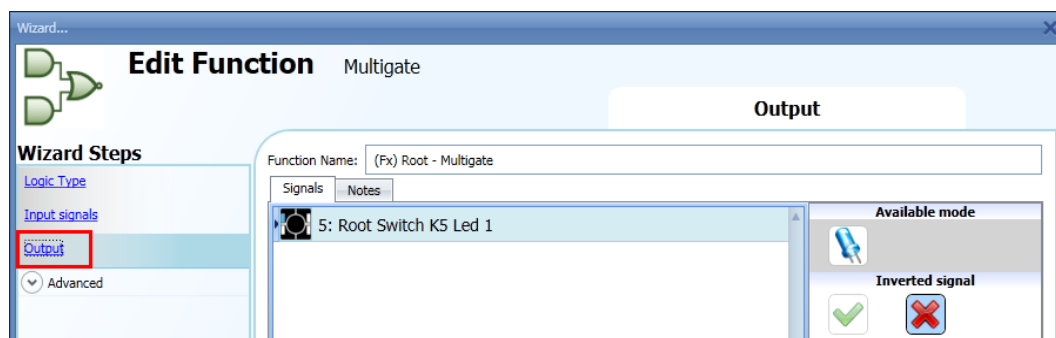 Wizard...
Edit Function Multigate
Output
Wizard Steps
Logic Type
Input signals
Output
Advanced
Function Name: (Fx) Root - Multigate
Signals Notes
5: Root Switch K5 Led 1
Available mode
Inverted signal